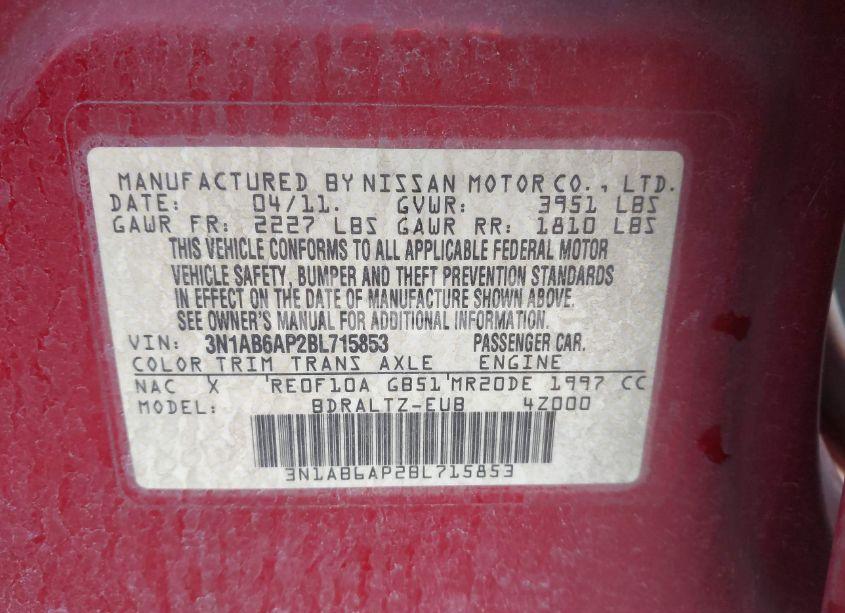 MANUFACTURED BY NISSAN MOTOR CO., LTD.
DATE: 04/11. GVWR: 3951 LBS
GAWR FR: 2227 LBS GAWR RR: 1810 LBS
THIS VEHICLE CONFORMS TO ALL APPLICABLE FEDERAL MOTOR
VEHICLE SAFETY, BUMPER AND THEFT PREVENTION STANDARDS
IN EFFECT ON THE DATE OF MANUFACTURE SHOWN ABOVE.
SEE OWNER'S MANUAL FOR ADDITIONAL INFORMATION.
VIN: 3N1AB6AP2BL715853 PASSENGER CAR.
COLOR TRIM TRANS AXLE ENGINE
NAC X 'RE0F10A GB51'MR20DE 1997 CC
MODEL: BDRALTZ-EUB 4Z000
3N1AB6AP2BL715853